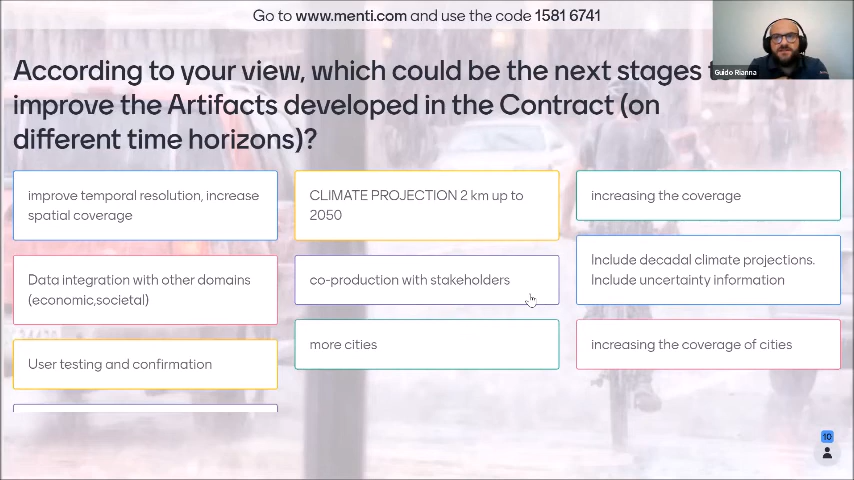 Go to www.menti.com and use the code 1581 6741
According to your view, which could be the next stages
improve the Artifacts developed in the Contract (on
different time horizons)?
Guido Rianna
improve temporal resolution, increase
spatial coverage
Data integration with other domains
(economic,societal)
User testing and confirmation
CLIMATE PROJECTION 2 km up to
2050
co-production with stakeholders
more cities
increasing the coverage
Include decadal climate projections.
Include uncertainty information
increasing the coverage of cities
10